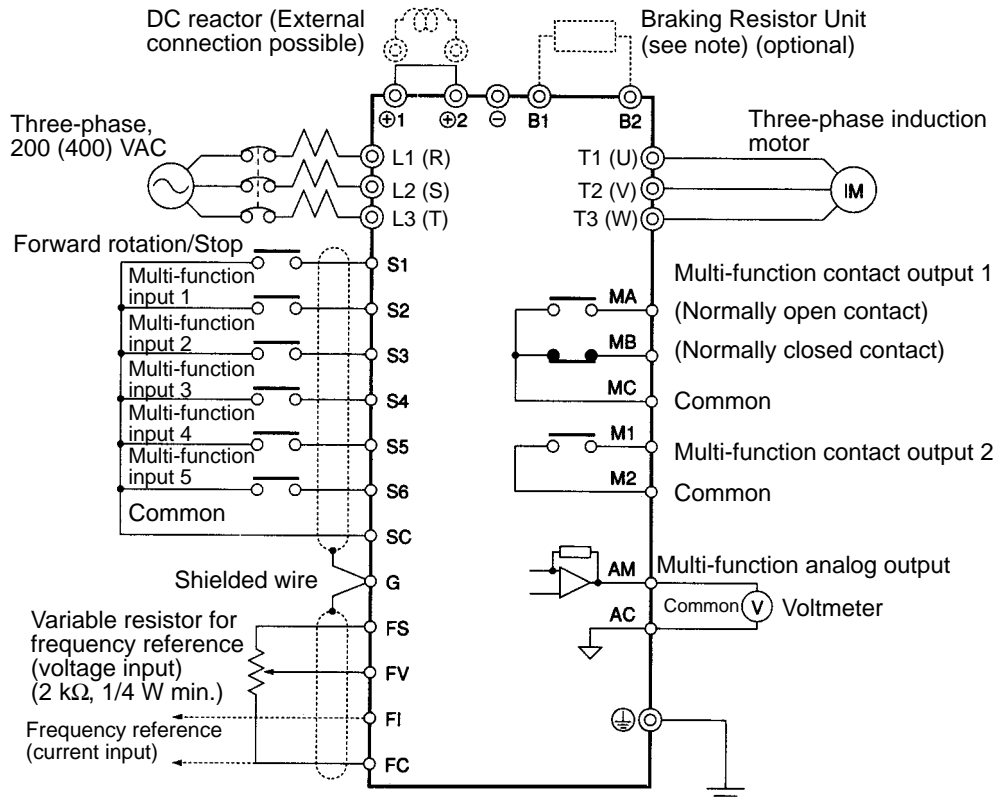 DC reactor (External
connection possible)
Braking Resistor Unit
(see note) (optional)
⊕1
⊕2
⊖
B1
B2
Three-phase,
200 (400) VAC
Three-phase induction
motor
L1 (R)
L2 (S)
L3 (T)
T1 (U)
T2 (V)
T3 (W)
IM
Forward rotation/Stop
S1
Multi-function
input 1
S2
Multi-function
input 2
S3
Multi-function
input 3
S4
Multi-function
input 4
S5
Multi-function
input 5
S6
Common
SC
Shielded wire
G
Variable resistor for
frequency reference
(voltage input)
(2 kΩ, 1/4 W min.)
FS
FV
FI
Frequency reference
(current input)
FC
Multi-function contact output 1
MA
(Normally open contact)
MB
(Normally closed contact)
MC
Common
M1
Multi-function contact output 2
M2
Common
AM
Multi-function analog output
AC
Common
V
Voltmeter